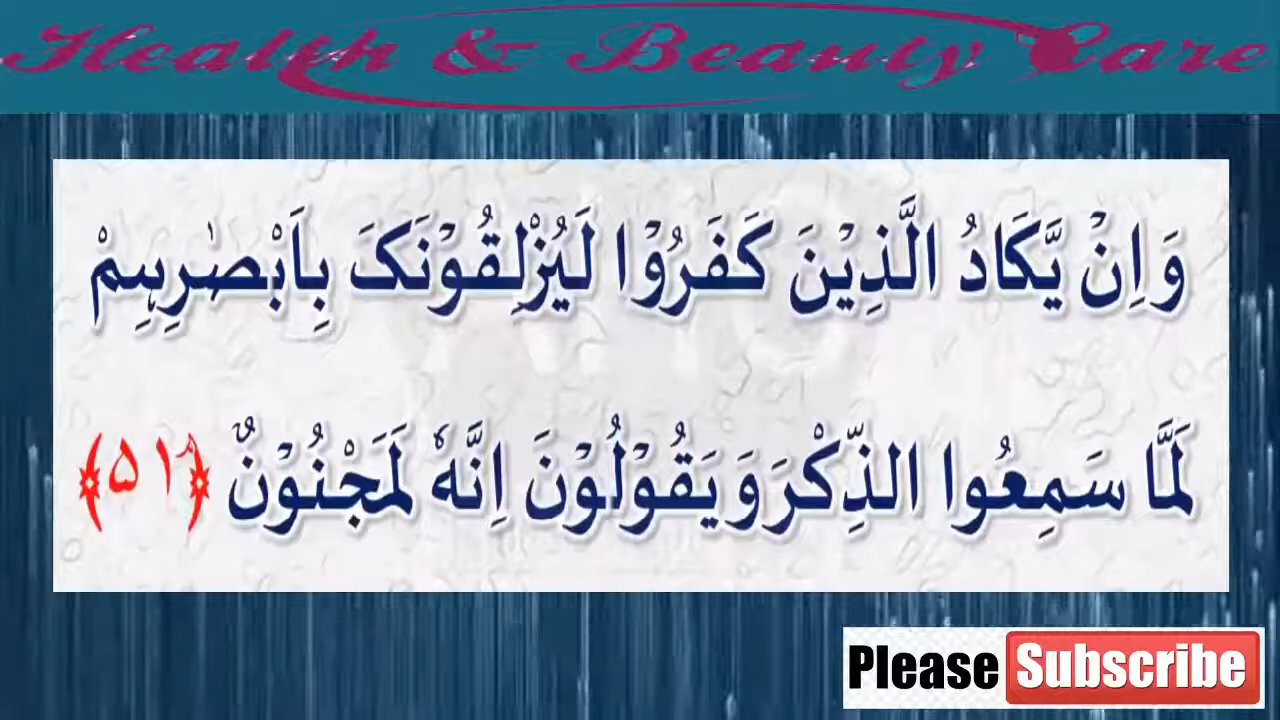 Health & Beauty Care
وَاِنۡ يَّكَادُ الَّذِيۡنَ كَفَرُوۡا لَيُزۡلِقُوۡنَكَ بِاَبۡصٰرِهِمۡ
لَمَّا سَمِعُوا الذِّكۡرَ وَ يَقُوۡلُوۡنَ اِنَّهٗ لَمَجۡنُوۡنٌ ﴿ۘ۵۱﴾
Please Subscribe